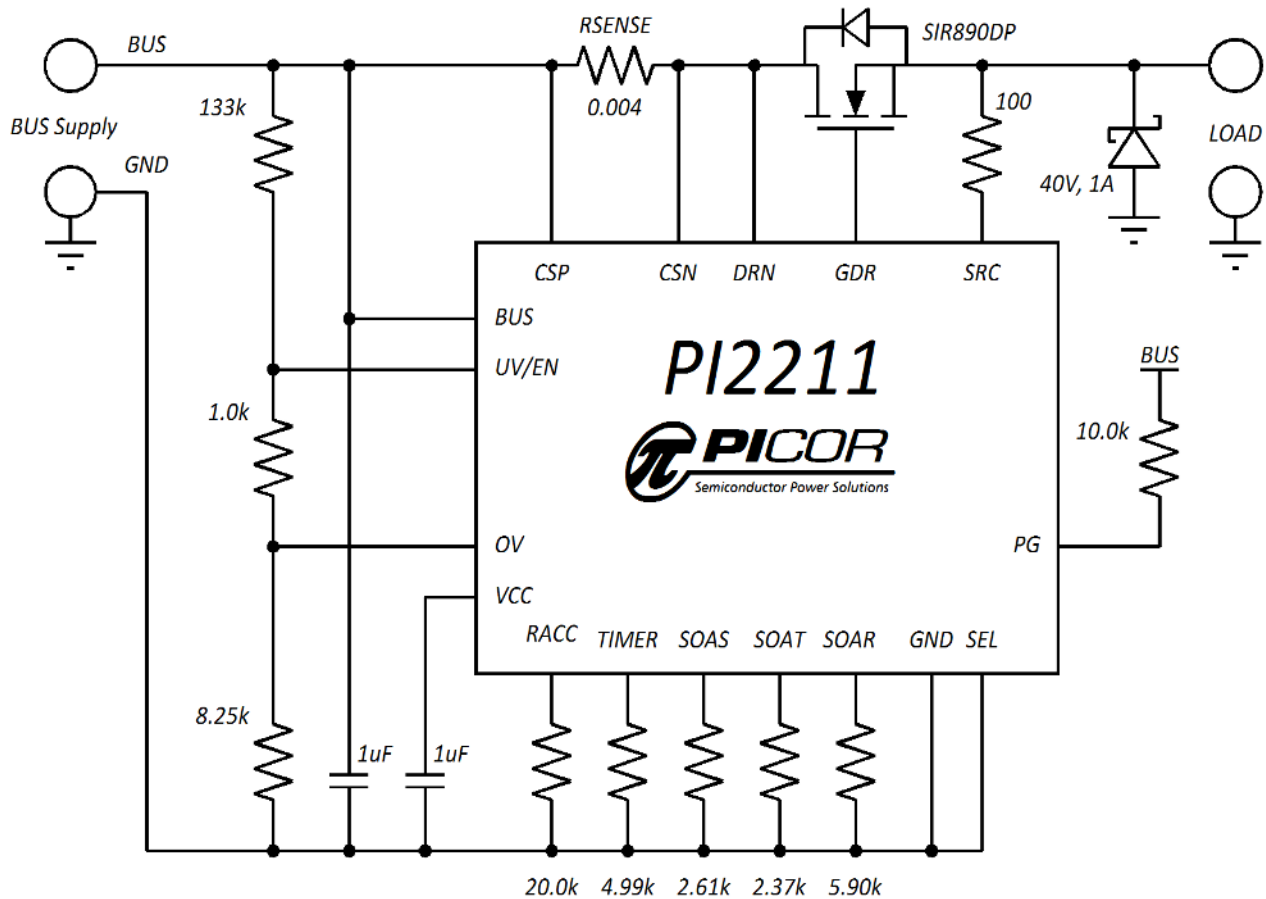 BUS
RSENSE
SIR890DP
133k
0.004
100
BUS Supply
LOAD
GND
40V, 1A
CSP
CSN
DRN
GDR
SRC
BUS
PI2211
BUS
UV/EN
1.0k
10.0k
PICOR
Semiconductor Power Solutions
OV
PG
VCC
RACC
TIMER
SOAS
SOAT
SOAR
GND
SEL
8.25k
1uF
1uF
20.0k
4.99k
2.61k
2.37k
5.90k